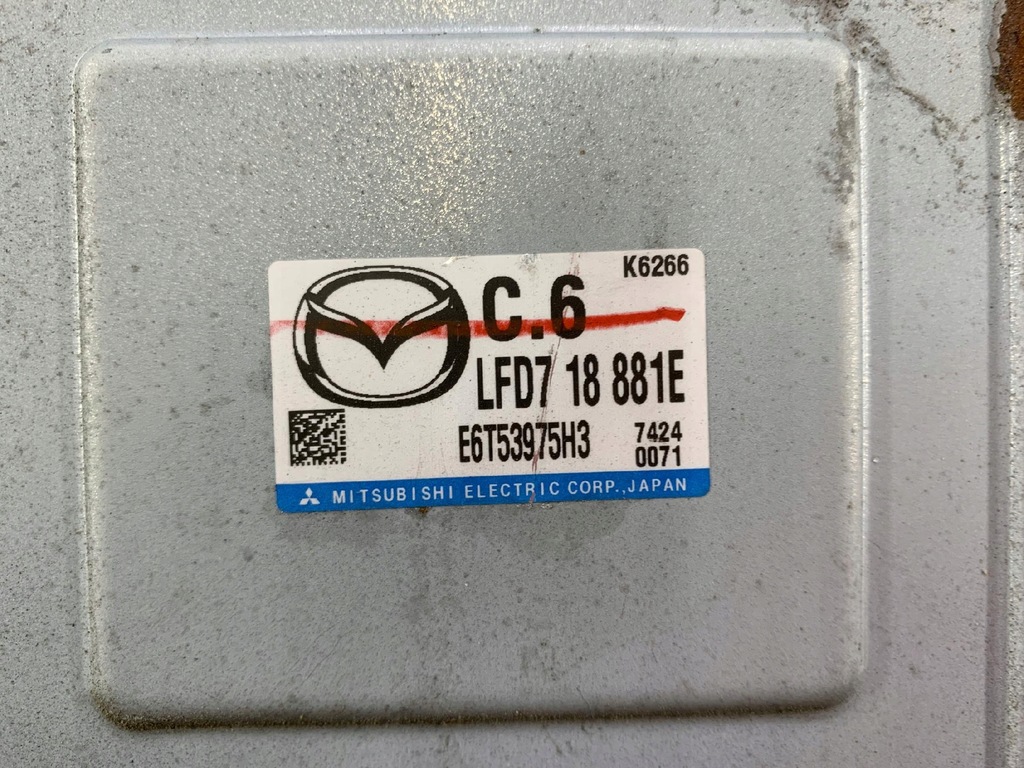 K6266
C.6
LFD7 18 881E
E6T53975H3
7424
0071
MITSUBISHI ELECTRIC CORP., JAPAN